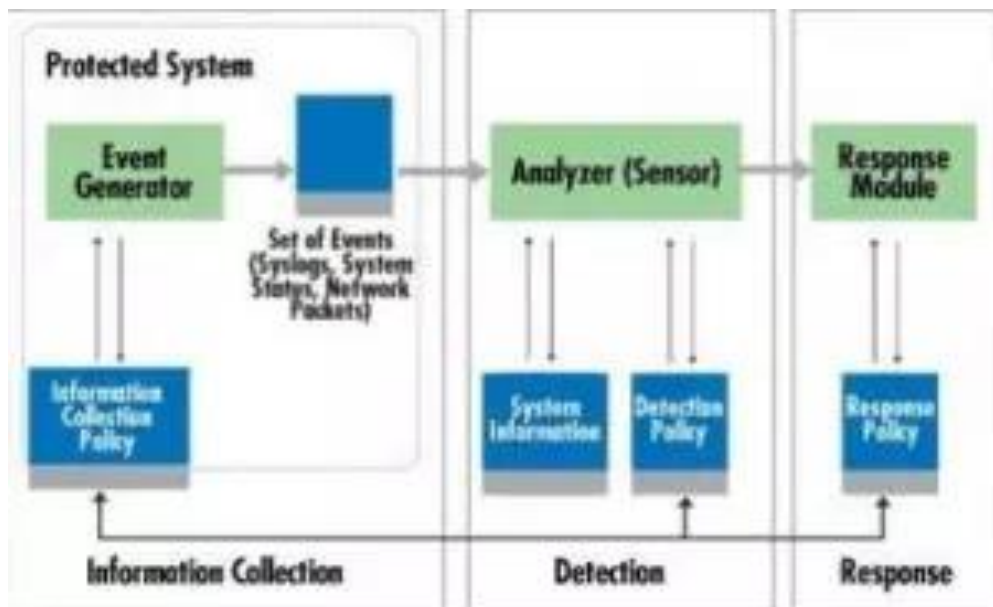 Protected System
Event
Generator
Set of Events
(Syslogs, System
Status, Network
Packets)
Information
Collection
Policy
Analyzer (Sensor)
System
Information
Detection
Policy
Response
Module
Response
Policy
Information Collection
Detection
Response